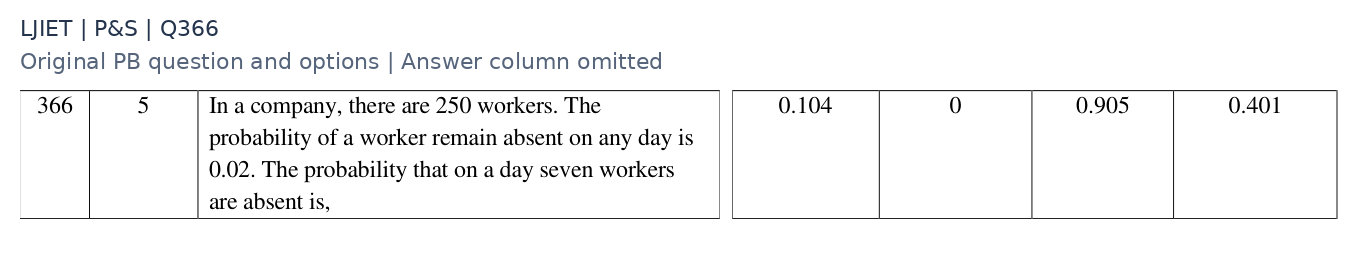 LJIET | P&S | Q366
Original PB question and options | Answer column omitted
366 5 In a company, there are 250 workers. The 0.104 0 0.905 0.401
probability of a worker remain absent on any day is
0.02. The probability that on a day seven workers
are absent is,